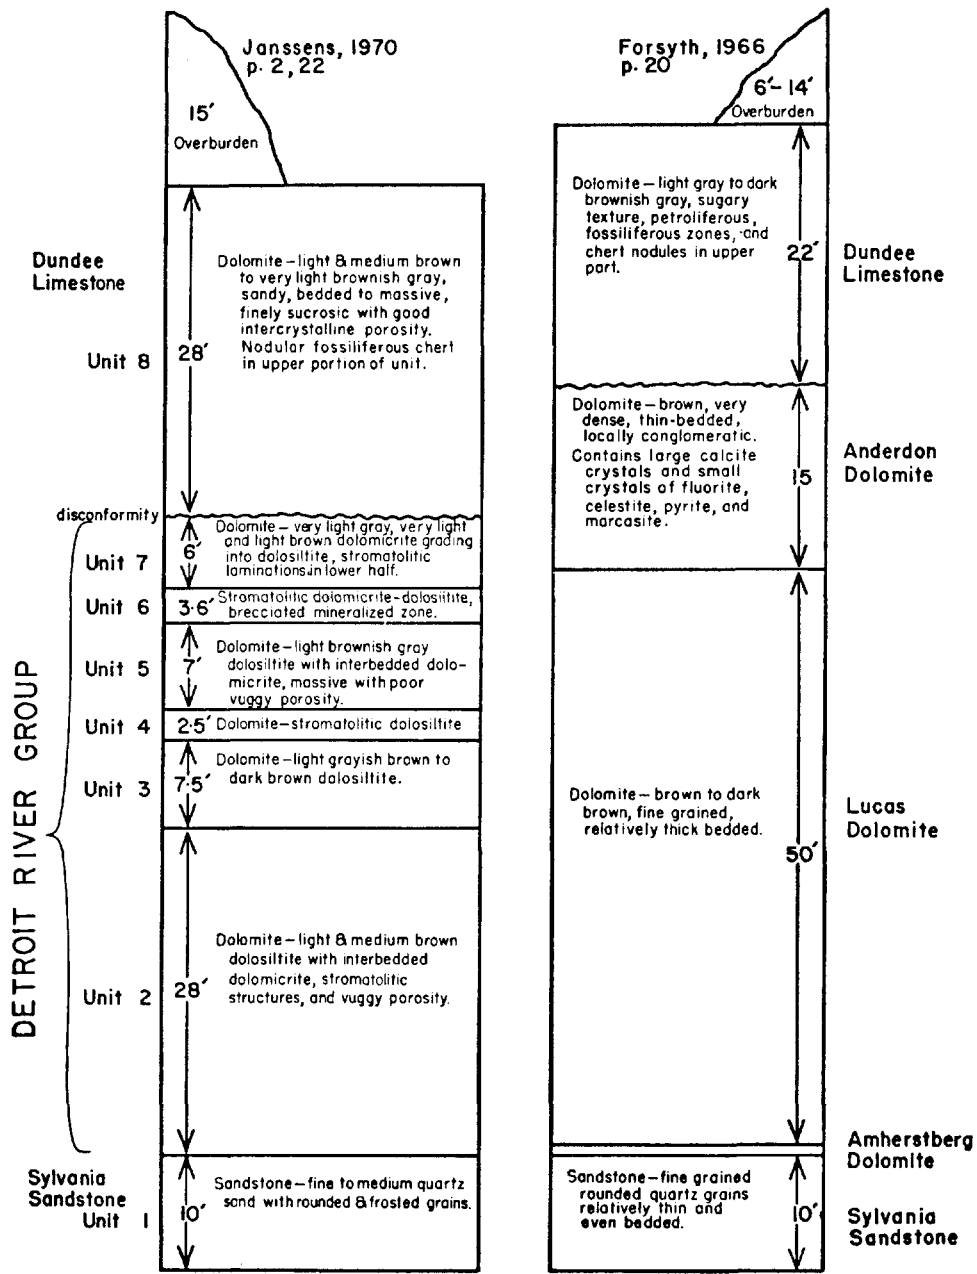 Janssens, 1970
p. 2, 22
15'
Overburden
Dundee
Limestone
Unit 8
28'
Dolomite – light & medium brown
to very light brownish gray,
sandy, bedded to massive,
finely sucrosic with good
intercrystalline porosity.
Nodular fossiliferous chert
in upper portion of unit.
disconformity
DETROIT RIVER GROUP
Unit 7
6'
Dolomite – very light gray, very light
and light brown dolomicrite grading
into dolosiltite, stromatolitic
laminations in lower half.
Unit 6
3.6'
Stromatolitic dolomicrite-dolosiltite,
brecciated mineralized zone.
Unit 5
7'
Dolomite – light brownish gray
dolosiltite with interbedded dolo-
micrite, massive with poor
vuggy porosity.
Unit 4
2.5'
Dolomite – stromatolitic dolosiltite
Unit 3
7.5'
Dolomite – light grayish brown to
dark brown dolosiltite.
Unit 2
28'
Dolomite – light & medium brown
dolosiltite with interbedded
dolomicrite, stromatolitic
structures, and vuggy porosity.
Sylvania
Sandstone
Unit 1
10'
Sandstone – fine to medium quartz
sand with rounded & frosted grains.
Forsyth, 1966
p. 20
6'– 14'
Overburden
Dolomite – light gray to dark
brownish gray, sugary
texture, petroliferous,
fossiliferous zones, and
chert nodules in upper
part.
22'
Dundee
Limestone
Dolomite – brown, very
dense, thin-bedded,
locally conglomeratic.
Contains large calcite
crystals and small
crystals of fluorite,
celestite, pyrite, and
marcasite.
15
Anderdon
Dolomite
Dolomite – brown to dark
brown, fine grained,
relatively thick bedded.
50'
Lucas
Dolomite
Amherstberg
Dolomite
Sandstone – fine grained
rounded quartz grains
relatively thin and
even bedded.
10'
Sylvania
Sandstone